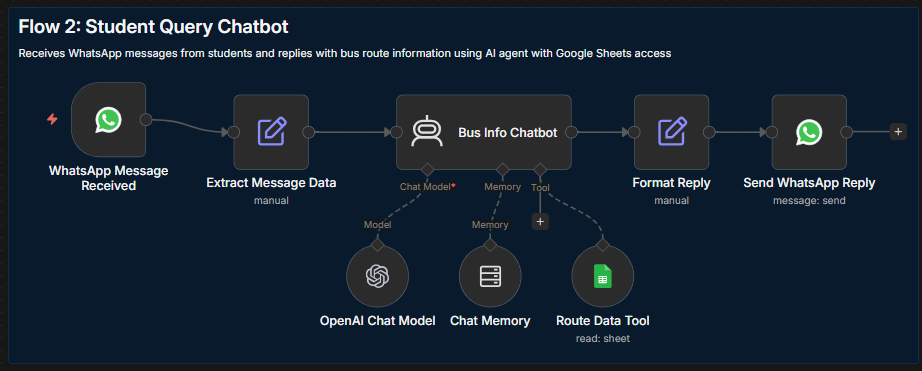 Flow 2: Student Query Chatbot
Receives WhatsApp messages from students and replies with bus route information using AI agent with Google Sheets access
WhatsApp Message
Received
Extract Message Data
manual
Bus Info Chatbot
Chat Model*
Memory
Tool
Format Reply
manual
Send WhatsApp Reply
message: send
+
+
Model
Memory
OpenAI Chat Model
Chat Memory
Route Data Tool
read: sheet